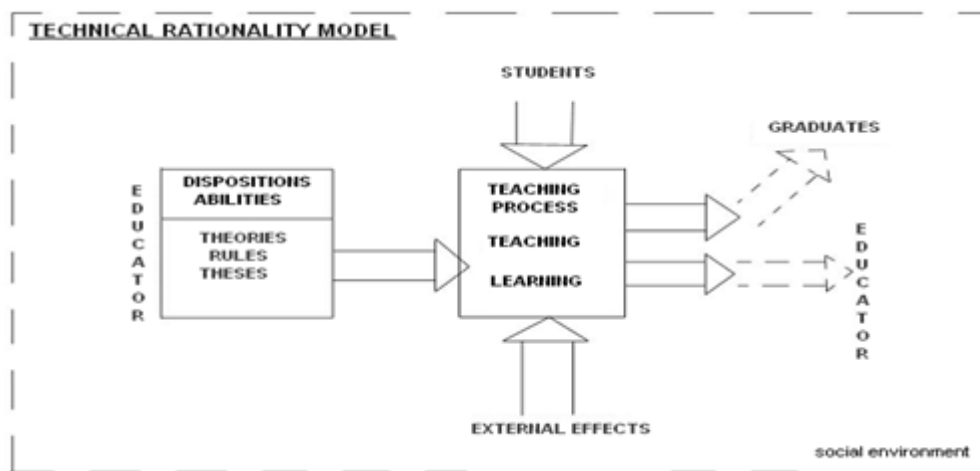 TECHNICAL RATIONALITY MODEL
STUDENTS
GRADUATES
EDUCATOR
DISPOSITIONS
ABILITIES
THEORIES
RULES
THESES
TEACHING
PROCESS
TEACHING
LEARNING
EDUCATOR
EXTERNAL EFFECTS
social environment